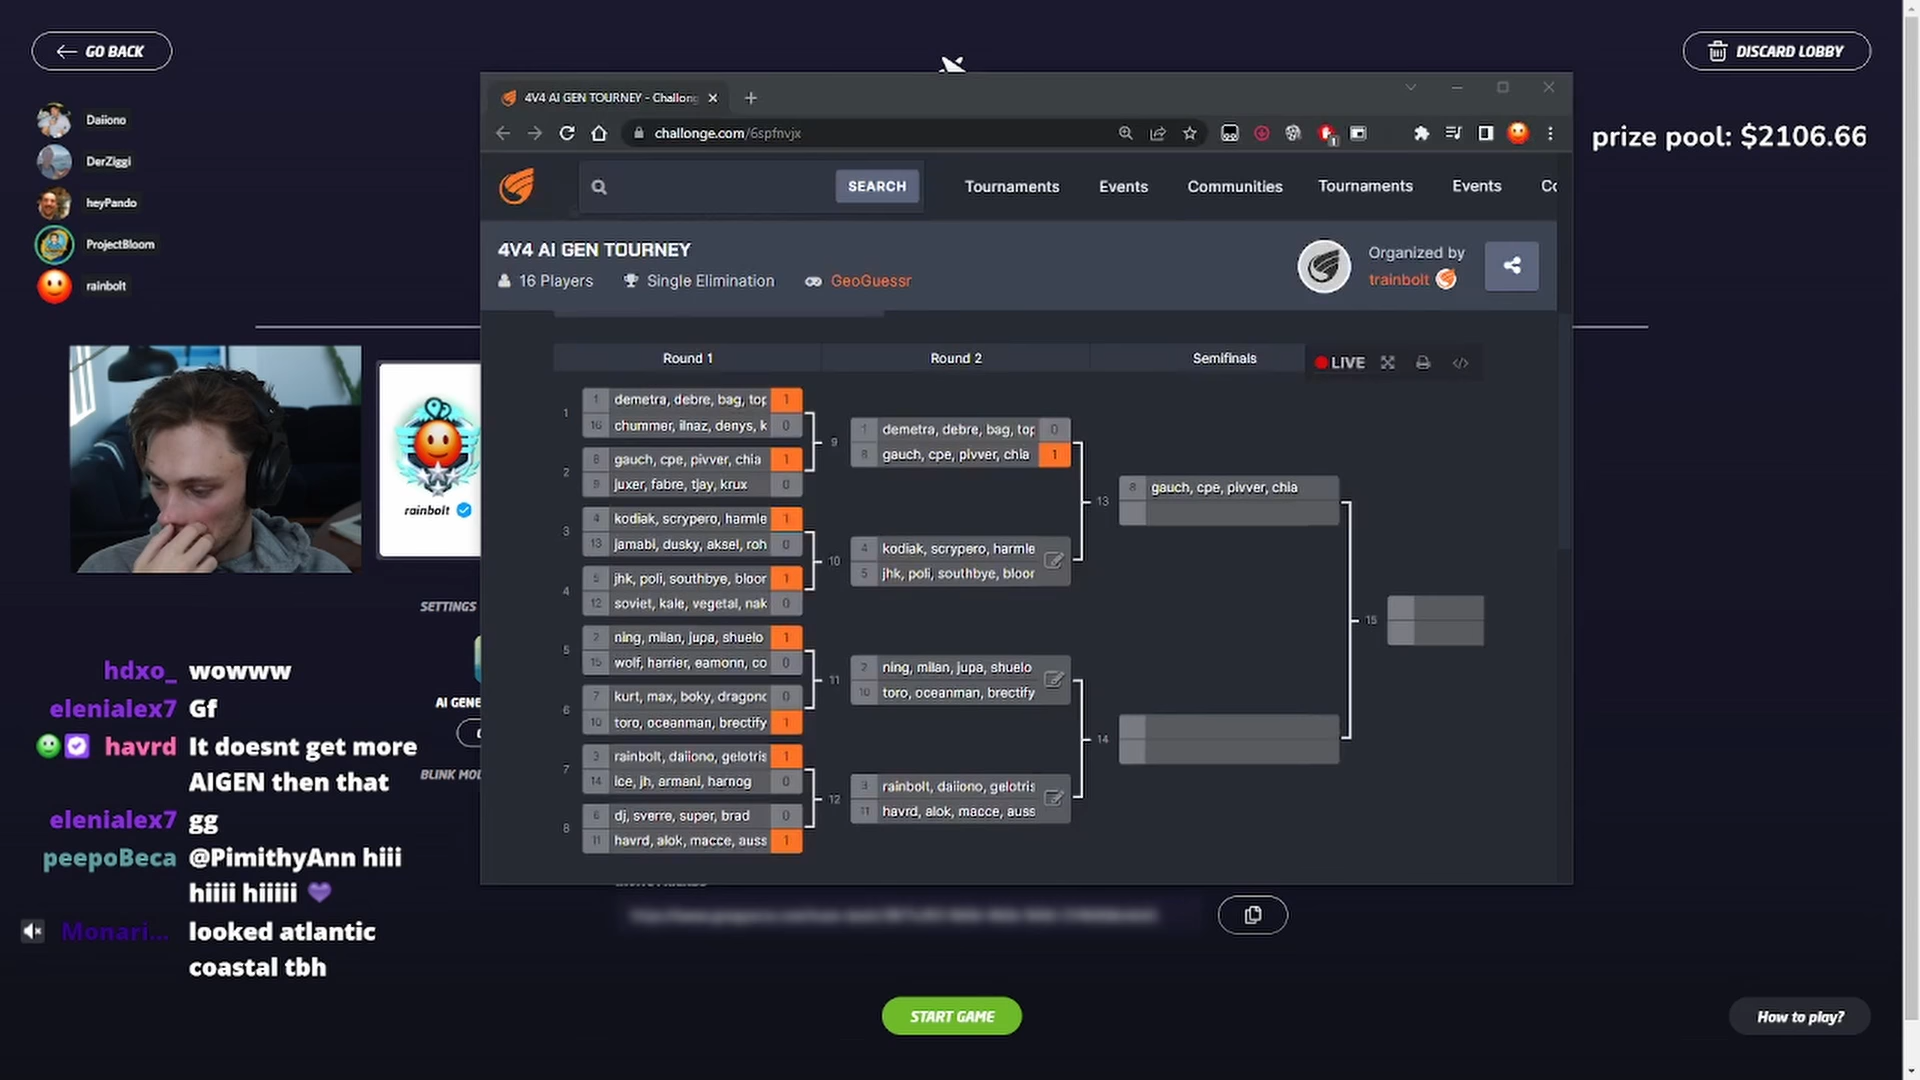 GO BACK
DISCARD LOBBY
Daiiono
DerZiggi
heyPando
ProjectBloom
rainbolt
prize pool: $2106.66
4V4 AI GEN TOURNEY - Challong
challonge.com/6spfnvjx
SEARCH
Tournaments
Events
Communities
Tournaments
Events
Co
4V4 AI GEN TOURNEY
16 Players
Single Elimination
GeoGuessr
Organized by
trainbolt
Round 1
Round 2
Semifinals
LIVE
1
1 demetra, debre, bag, top 1
16 chummer, ilnaz, denys, k 0
2
8 gauch, cpe, pivver, chia 1
9 juxer, fabre, tjay, krux 0
3
4 kodiak, scrypero, harmle 1
13 jamabi, dusky, aksel, roh 0
4
5 jhk, poli, southbye, bloor 1
12 soviet, kale, vegetal, nak 0
5
2 ning, milan, jupa, shuelo 1
15 wolf, harrier, eamonn, co 0
6
7 kurt, max, boky, dragonc 0
10 toro, oceanman, brectify 1
7
3 rainbolt, daiiono, gelotris 1
14 ice, jh, armani, harnog 0
8
6 dj, sverre, super, brad 0
11 havrd, alok, macce, auss 1
9
1 demetra, debre, bag, top 0
8 gauch, cpe, pivver, chia 1
10
4 kodiak, scrypero, harmle
5 jhk, poli, southbye, bloor
11
2 ning, milan, jupa, shuelo
10 toro, oceanman, brectify
12
3 rainbolt, daiiono, gelotris
11 havrd, alok, macce, auss
13
8 gauch, cpe, pivver, chia
14
15
rainbolt
SETTINGS
AI GENE
BLINK MO
hdxo_ wowww
elenialex7 Gf
havrd It doesnt get more
AIGEN then that
elenialex7 gg
peepoBeca @PimithyAnn hiii
hiiii hiiiii
Monari... looked atlantic
coastal tbh
START GAME
How to play?